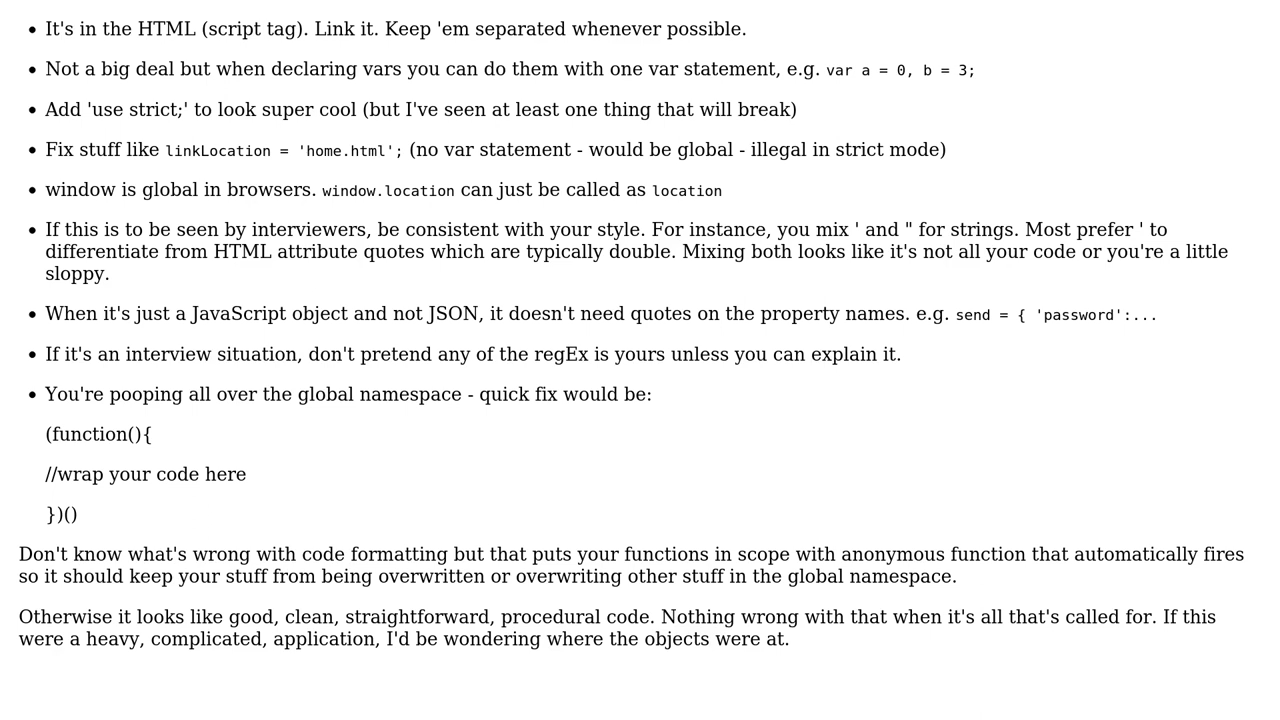 It's in the HTML (script tag). Link it. Keep 'em separated whenever possible.
Not a big deal but when declaring vars you can do them with one var statement, e.g. var a = 0, b = 3;
Add 'use strict;' to look super cool (but I've seen at least one thing that will break)
Fix stuff like linkLocation = 'home.html'; (no var statement - would be global - illegal in strict mode)
window is global in browsers. window.location can just be called as location
If this is to be seen by interviewers, be consistent with your style. For instance, you mix ' and " for strings. Most prefer ' to
differentiate from HTML attribute quotes which are typically double. Mixing both looks like it's not all your code or you're a little
sloppy.
When it's just a JavaScript object and not JSON, it doesn't need quotes on the property names. e.g. send = { 'password':...
If it's an interview situation, don't pretend any of the regEx is yours unless you can explain it.
You're pooping all over the global namespace - quick fix would be:
(function(){
//wrap your code here
})()
Don't know what's wrong with code formatting but that puts your functions in scope with anonymous function that automatically fires
so it should keep your stuff from being overwritten or overwriting other stuff in the global namespace.
Otherwise it looks like good, clean, straightforward, procedural code. Nothing wrong with that when it's all that's called for. If this
were a heavy, complicated, application, I'd be wondering where the objects were at.